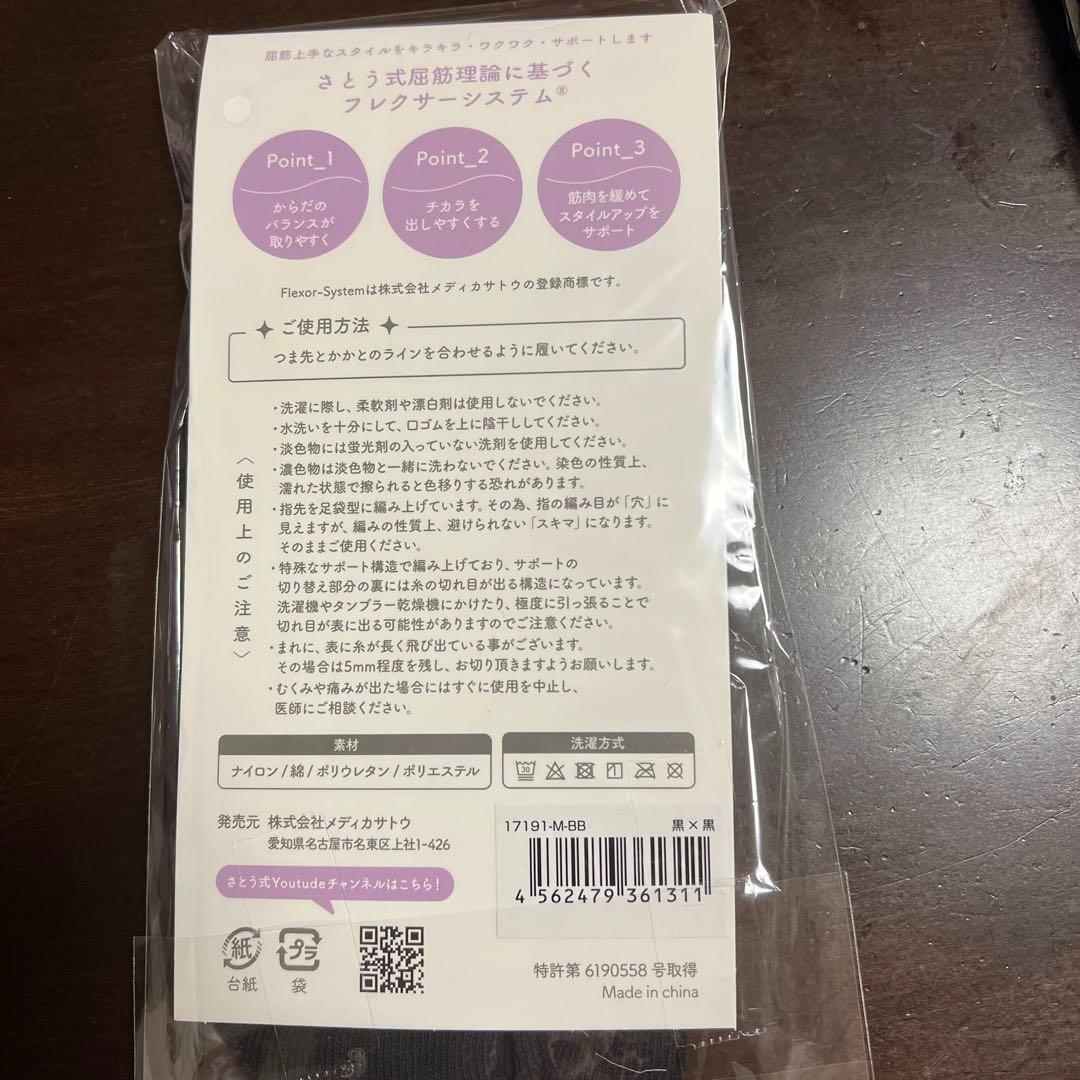 屈筋上手なスタイルをキラキラ・ワクワク・サポートします
さとう式屈筋理論に基づく
フレクサーシステム®
Point_1
からだの
バランスが
取りやすく
Point_2
チカラを
出しやすくする
Point_3
筋肉を緩めて
スタイルアップを
サポート
Flexor-Systemは株式会社メディカサトウの登録商標です。
ご使用方法
つま先とかかとのラインを合わせるように履いてください。
〈使用上のご注意〉
・洗濯に際し、柔軟剤や漂白剤は使用しないでください。
・水洗いを十分にして、口ゴムを上に陰干ししてください。
・淡色物には蛍光剤の入っていない洗剤を使用してください。
・濃色物は淡色物と一緒に洗わないでください。染色の性質上、
濡れた状態で擦られると色移りする恐れがあります。
・指先を足袋型に編み上げています。その為、指の編み目が「穴」に
見えますが、編みの性質上、避けられない「スキマ」になります。
そのままご使用ください。
・特殊なサポート構造で編み上げており、サポートの
切り替え部分の裏には糸の切れ目が出る構造になっています。
洗濯機やタンブラー乾燥機にかけたり、極度に引っ張ることで
切れ目が表に出る可能性がありますのでご注意ください。
・まれに、表に糸が長く飛び出ている事がございます。
その場合は5mm程度を残し、お切り頂きますようお願いします。
・むくみや痛みが出た場合にはすぐに使用を中止し、
医師にご相談ください。
素材
ナイロン/綿/ポリウレタン/ポリエステル
洗濯方式
30
発売元 株式会社メディカサトウ
愛知県名古屋市名東区上社1-426
さとう式Youtudeチャンネルはこちら!
17191-M-BB 黒×黒
4 562479 361311
紙
台紙
プラ
袋
特許第 6190558 号取得
Made in china